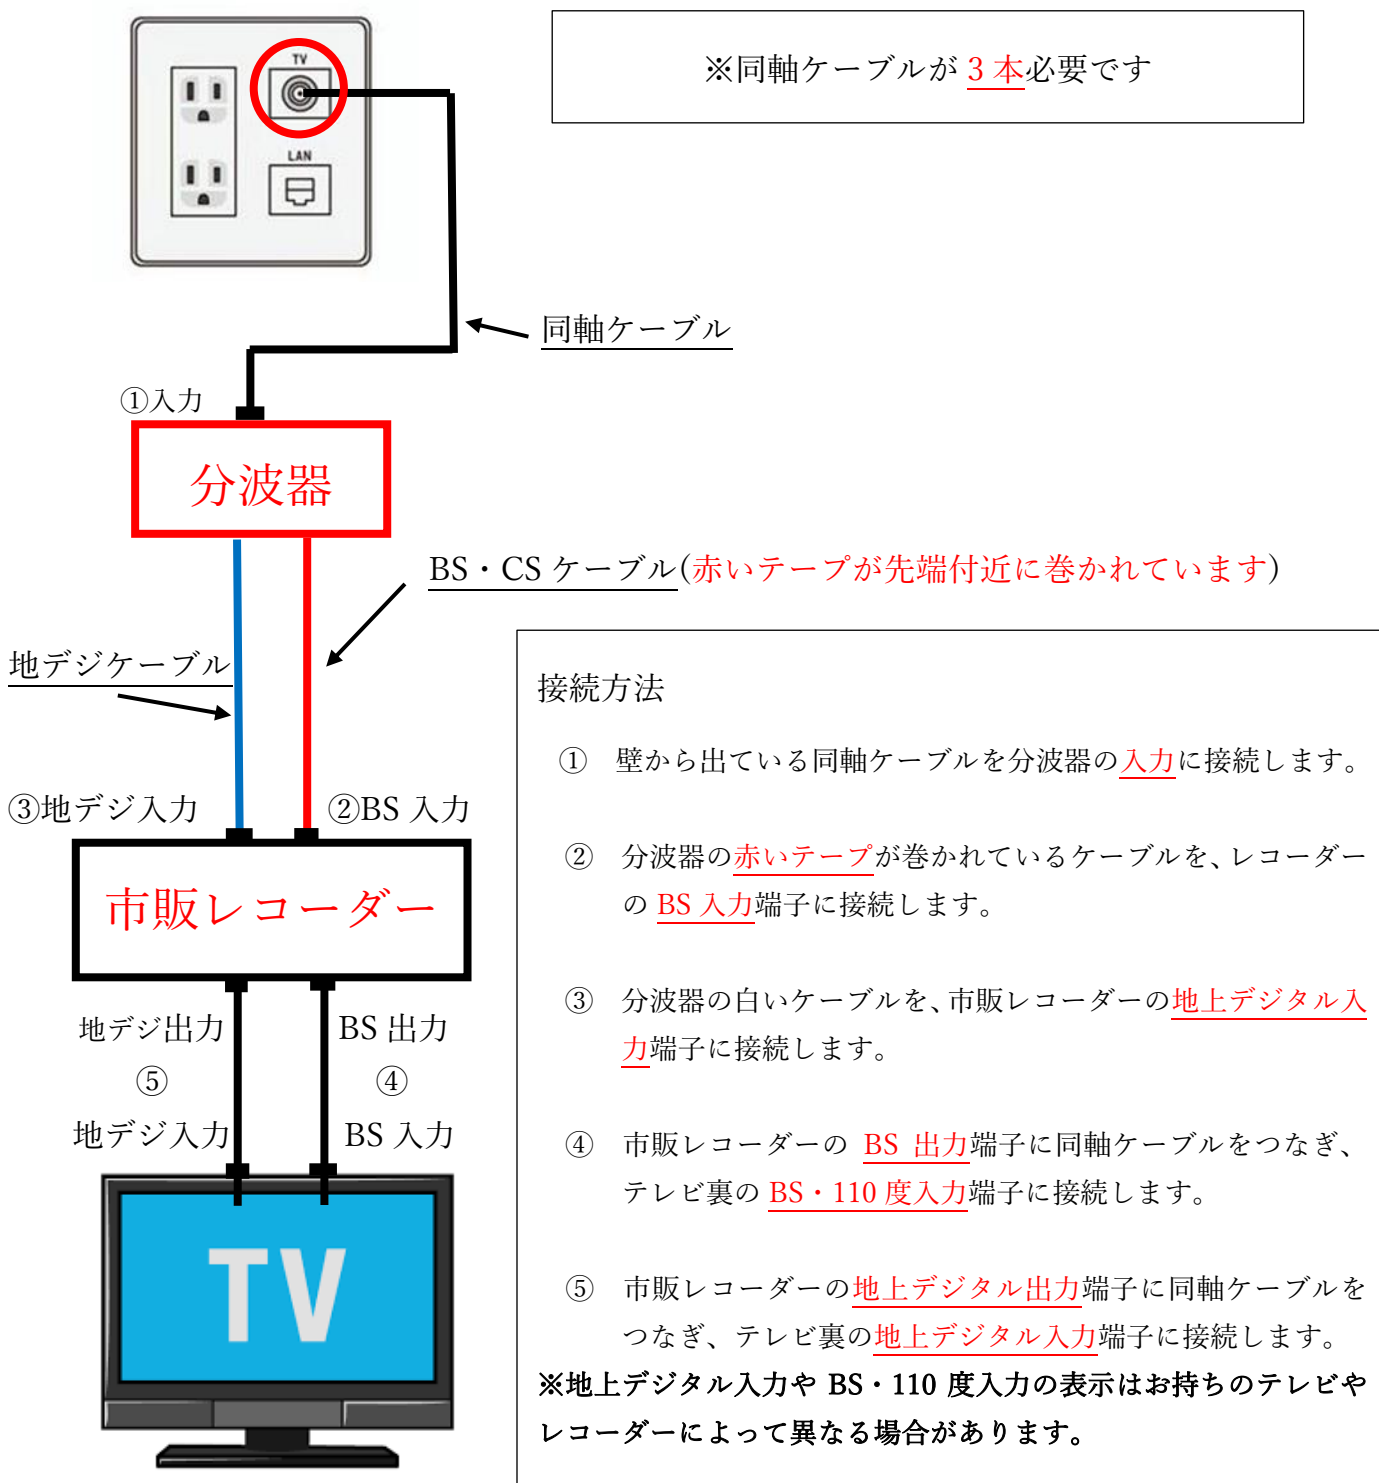 ※同軸ケーブルが 3 本必要です
TV
LAN
同軸ケーブル
①入力
分波器
BS・CS ケーブル(赤いテープが先端付近に巻かれています)
地デジケーブル
③地デジ入力
②BS 入力
市販レコーダー
地デジ出力
BS 出力
⑤
④
地デジ入力
BS 入力
TV
接続方法
① 壁から出ている同軸ケーブルを分波器の入力に接続します。
② 分波器の赤いテープが巻かれているケーブルを、レコーダー
の BS 入力端子に接続します。
③ 分波器の白いケーブルを、市販レコーダーの地上デジタル入
力端子に接続します。
④ 市販レコーダーの BS 出力端子に同軸ケーブルをつなぎ、
テレビ裏の BS・110 度入力端子に接続します。
⑤ 市販レコーダーの地上デジタル出力端子に同軸ケーブルを
つなぎ、テレビ裏の地上デジタル入力端子に接続します。
※地上デジタル入力や BS・110 度入力の表示はお持ちのテレビや
レコーダーによって異なる場合があります。